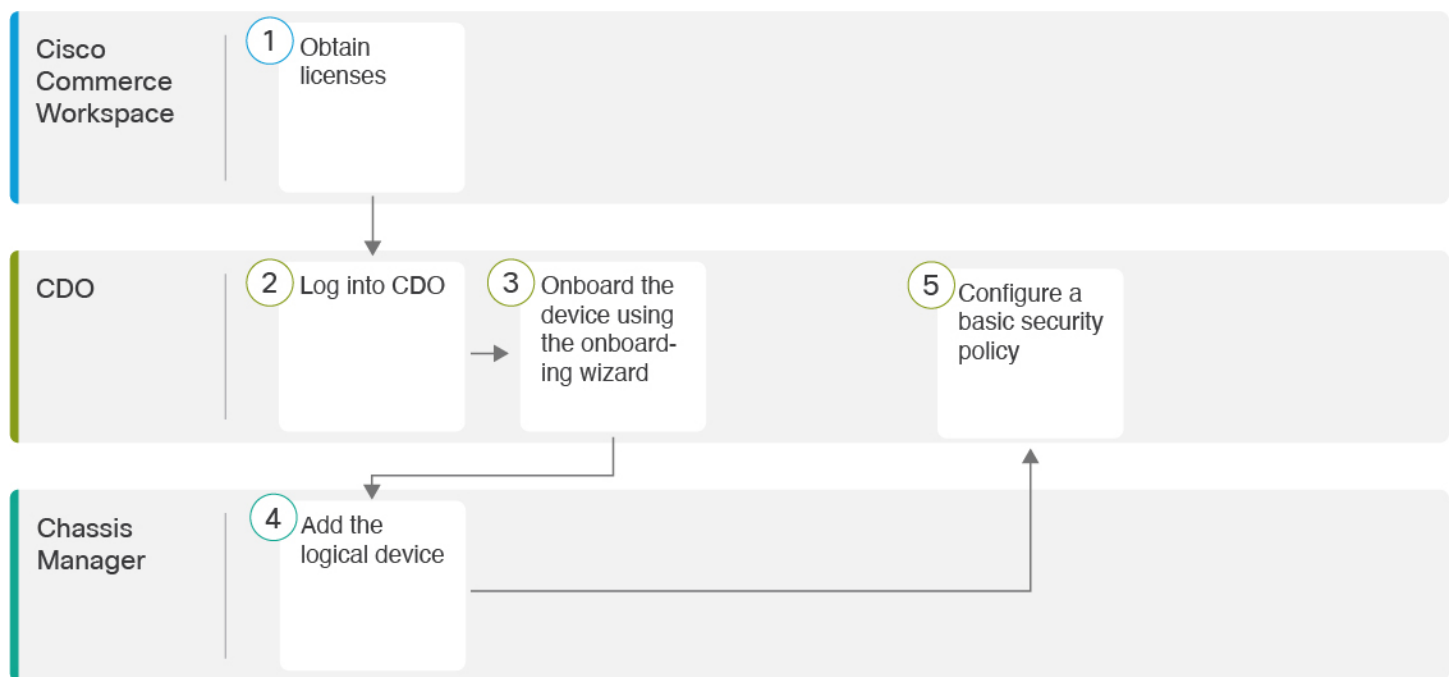 Cisco
Commerce
Workspace
1
Obtain
licenses
CDO
2
Log into CDO
3
Onboard the
device using
the onboard-
ing wizard
5
Configure a
basic security
policy
Chassis
Manager
4
Add the
logical device